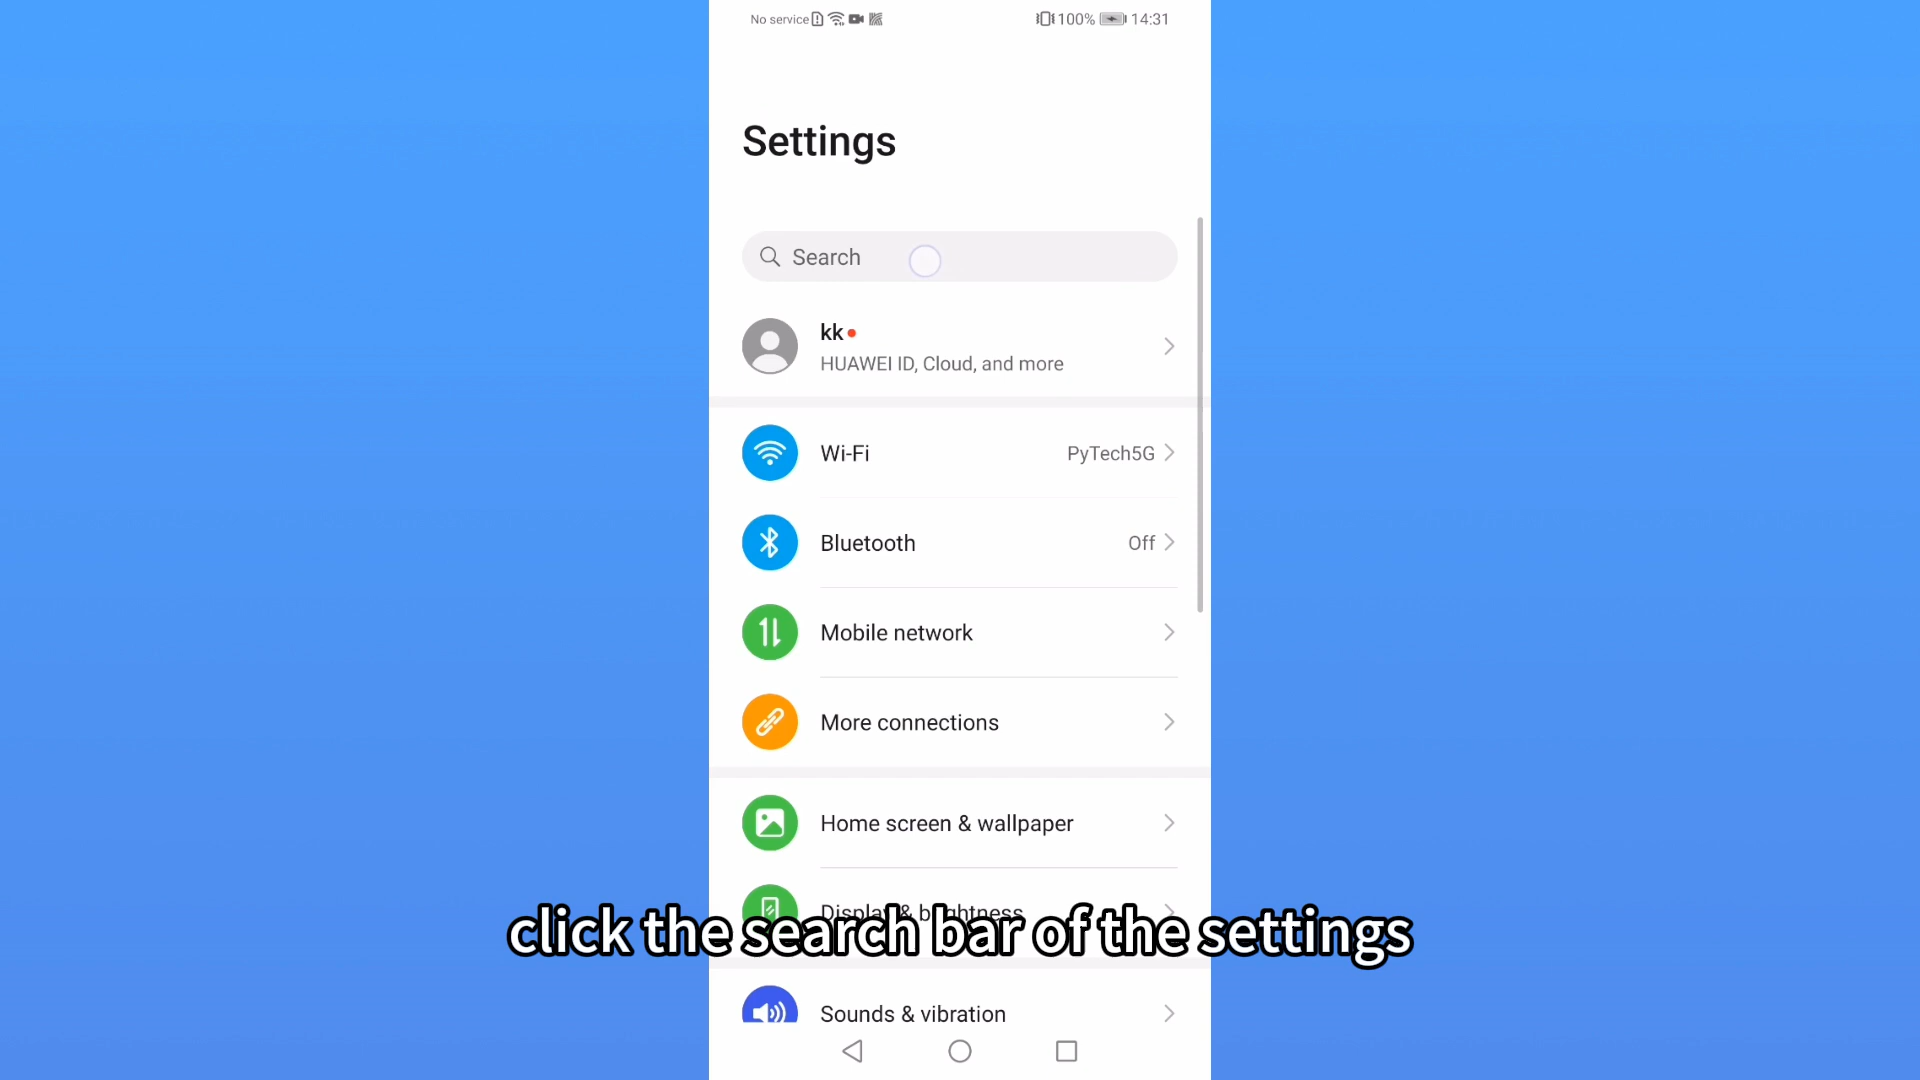 No service 100% 14:31
Settings
Search
kk
HUAWEI ID, Cloud, and more
Wi-Fi PyTech5G
Bluetooth Off
Mobile network
More connections
Home screen & wallpaper
Display & brightness
click the search bar of the settings
Sounds & vibration